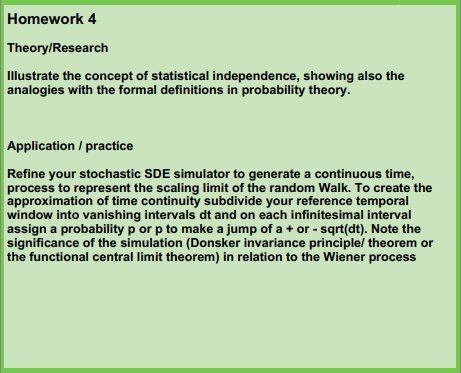 Homework 4
Theory/Research
Illustrate the concept of statistical independence, showing also the
analogies with the formal definitions in probability theory.
Application / practice
Refine your stochastic SDE simulator to generate a continuous time,
process to represent the scaling limit of the random Walk. To create the
approximation of time continuity subdivide your reference temporal
window into vanishing intervals dt and on each infinitesimal interval
assign a probability p or p to make a jump of a + or - sqrt(dt). Note the
significance of the simulation (Donsker invariance principle/ theorem or
the functional central limit theorem) in relation to the Wiener process